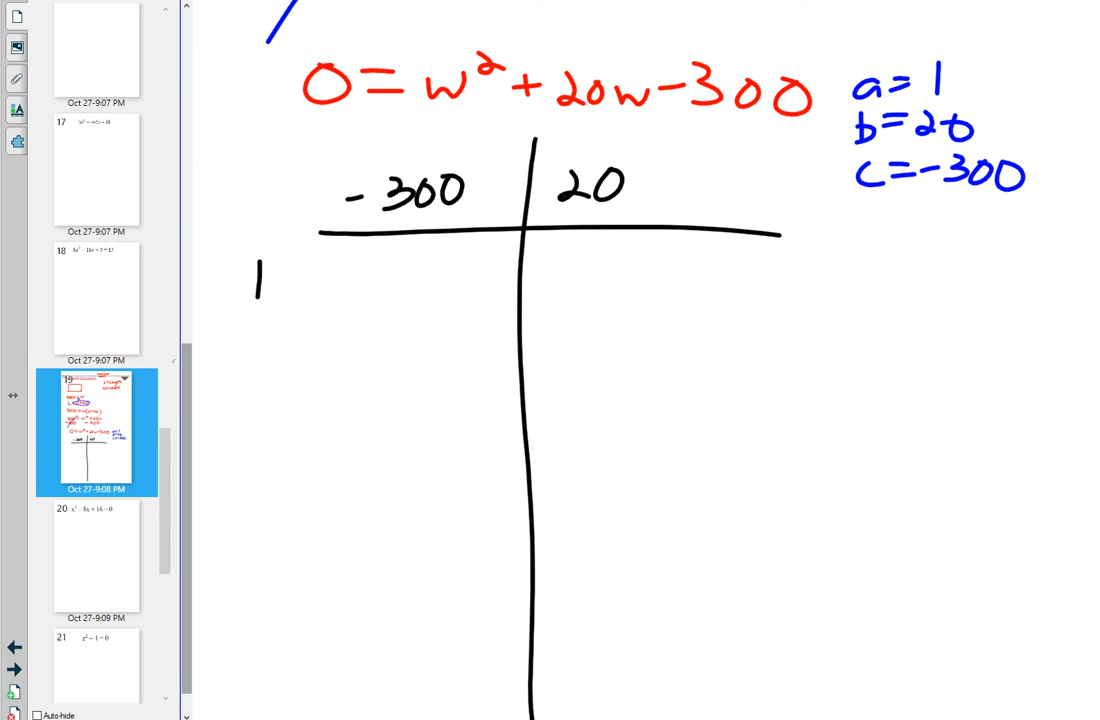 Oct 27-9:07 PM
17
Oct 27-9:07 PM
18
Oct 27-9:07 PM
19
Oct 27-9:08 PM
20 x² – 8x + 16 = 0
Oct 27-9:09 PM
21 z² – 4 = 0
Auto-hide
0 = w² + 20w - 300
a = 1
b = 20
c = -300
-300 20
1